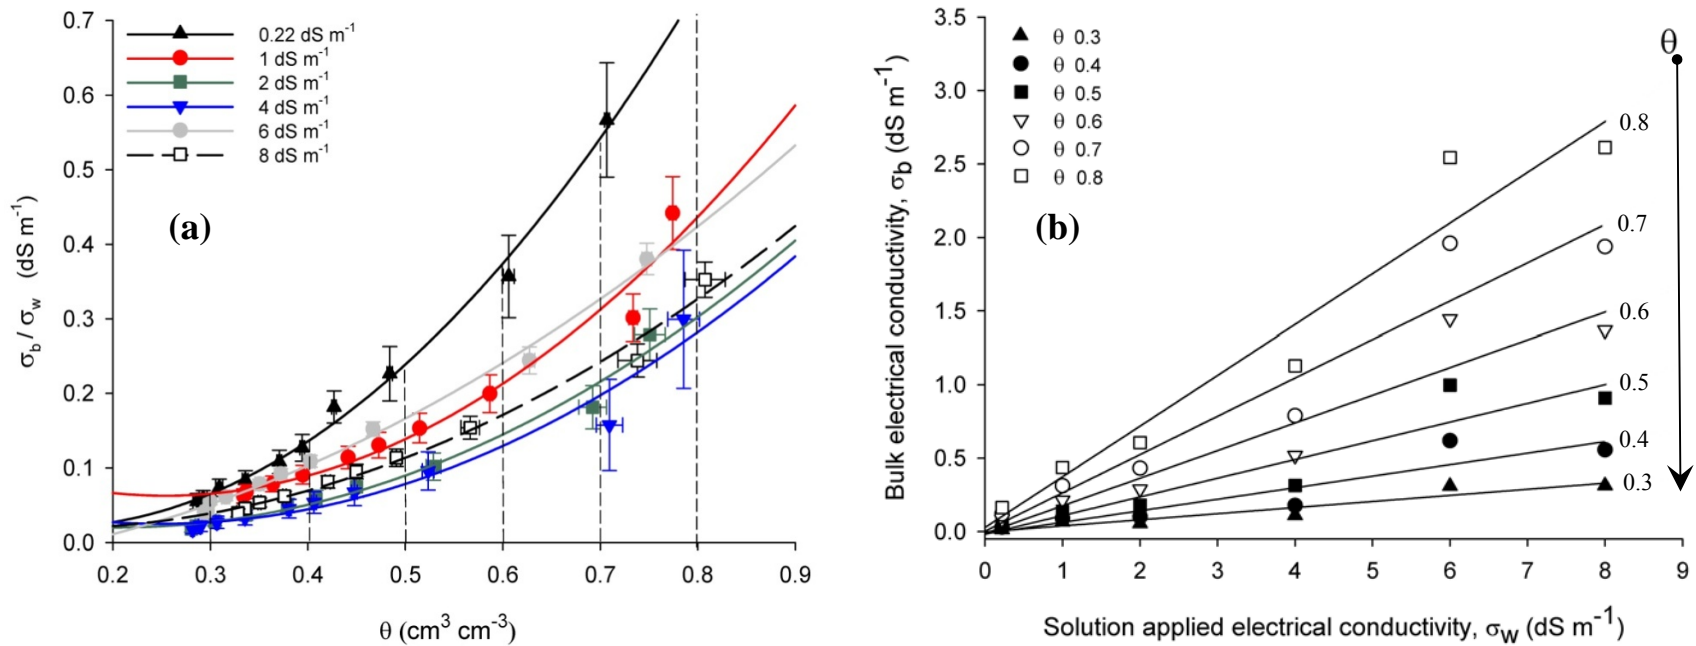 0.7
0.6
0.5
0.4
0.3
0.2
0.1
0.0
σb / σw (dS m-1)
0.22 dS m-1
1 dS m-1
2 dS m-1
4 dS m-1
6 dS m-1
8 dS m-1
(a)
0.2 0.3 0.4 0.5 0.6 0.7 0.8 0.9
θ (cm3 cm-3)
3.5
3.0
2.5
2.0
1.5
1.0
0.5
0.0
Bulk electrical conductivity, σb (dS m-1)
θ 0.3
θ 0.4
θ 0.5
θ 0.6
θ 0.7
θ 0.8
(b)
θ
0.8
0.7
0.6
0.5
0.4
0.3
0 1 2 3 4 5 6 7 8 9
Solution applied electrical conductivity, σw (dS m-1)